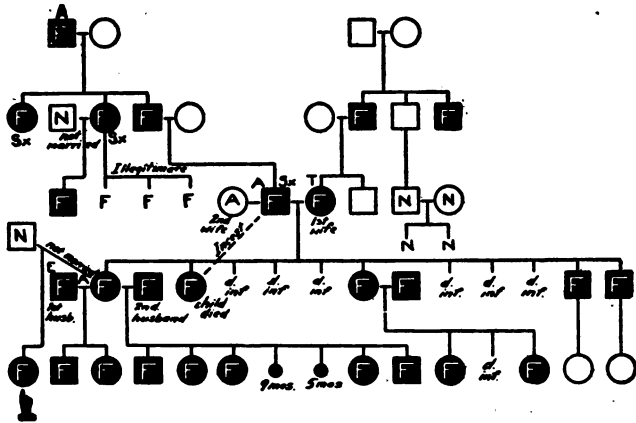 A
F
F N F F F F
Sx not married Sx
Illegitimate
F F F F
A F Sx T F N N
2nd wife 1st wife
Incest
N N
N not married
E F A F F F d. inf. d. inf. d. inf. F F d. inf. d. inf. d. inf. F F
1st husb. 2nd husband child died
F F F F F F 9 mos. 5 mos F F F d. inf. F